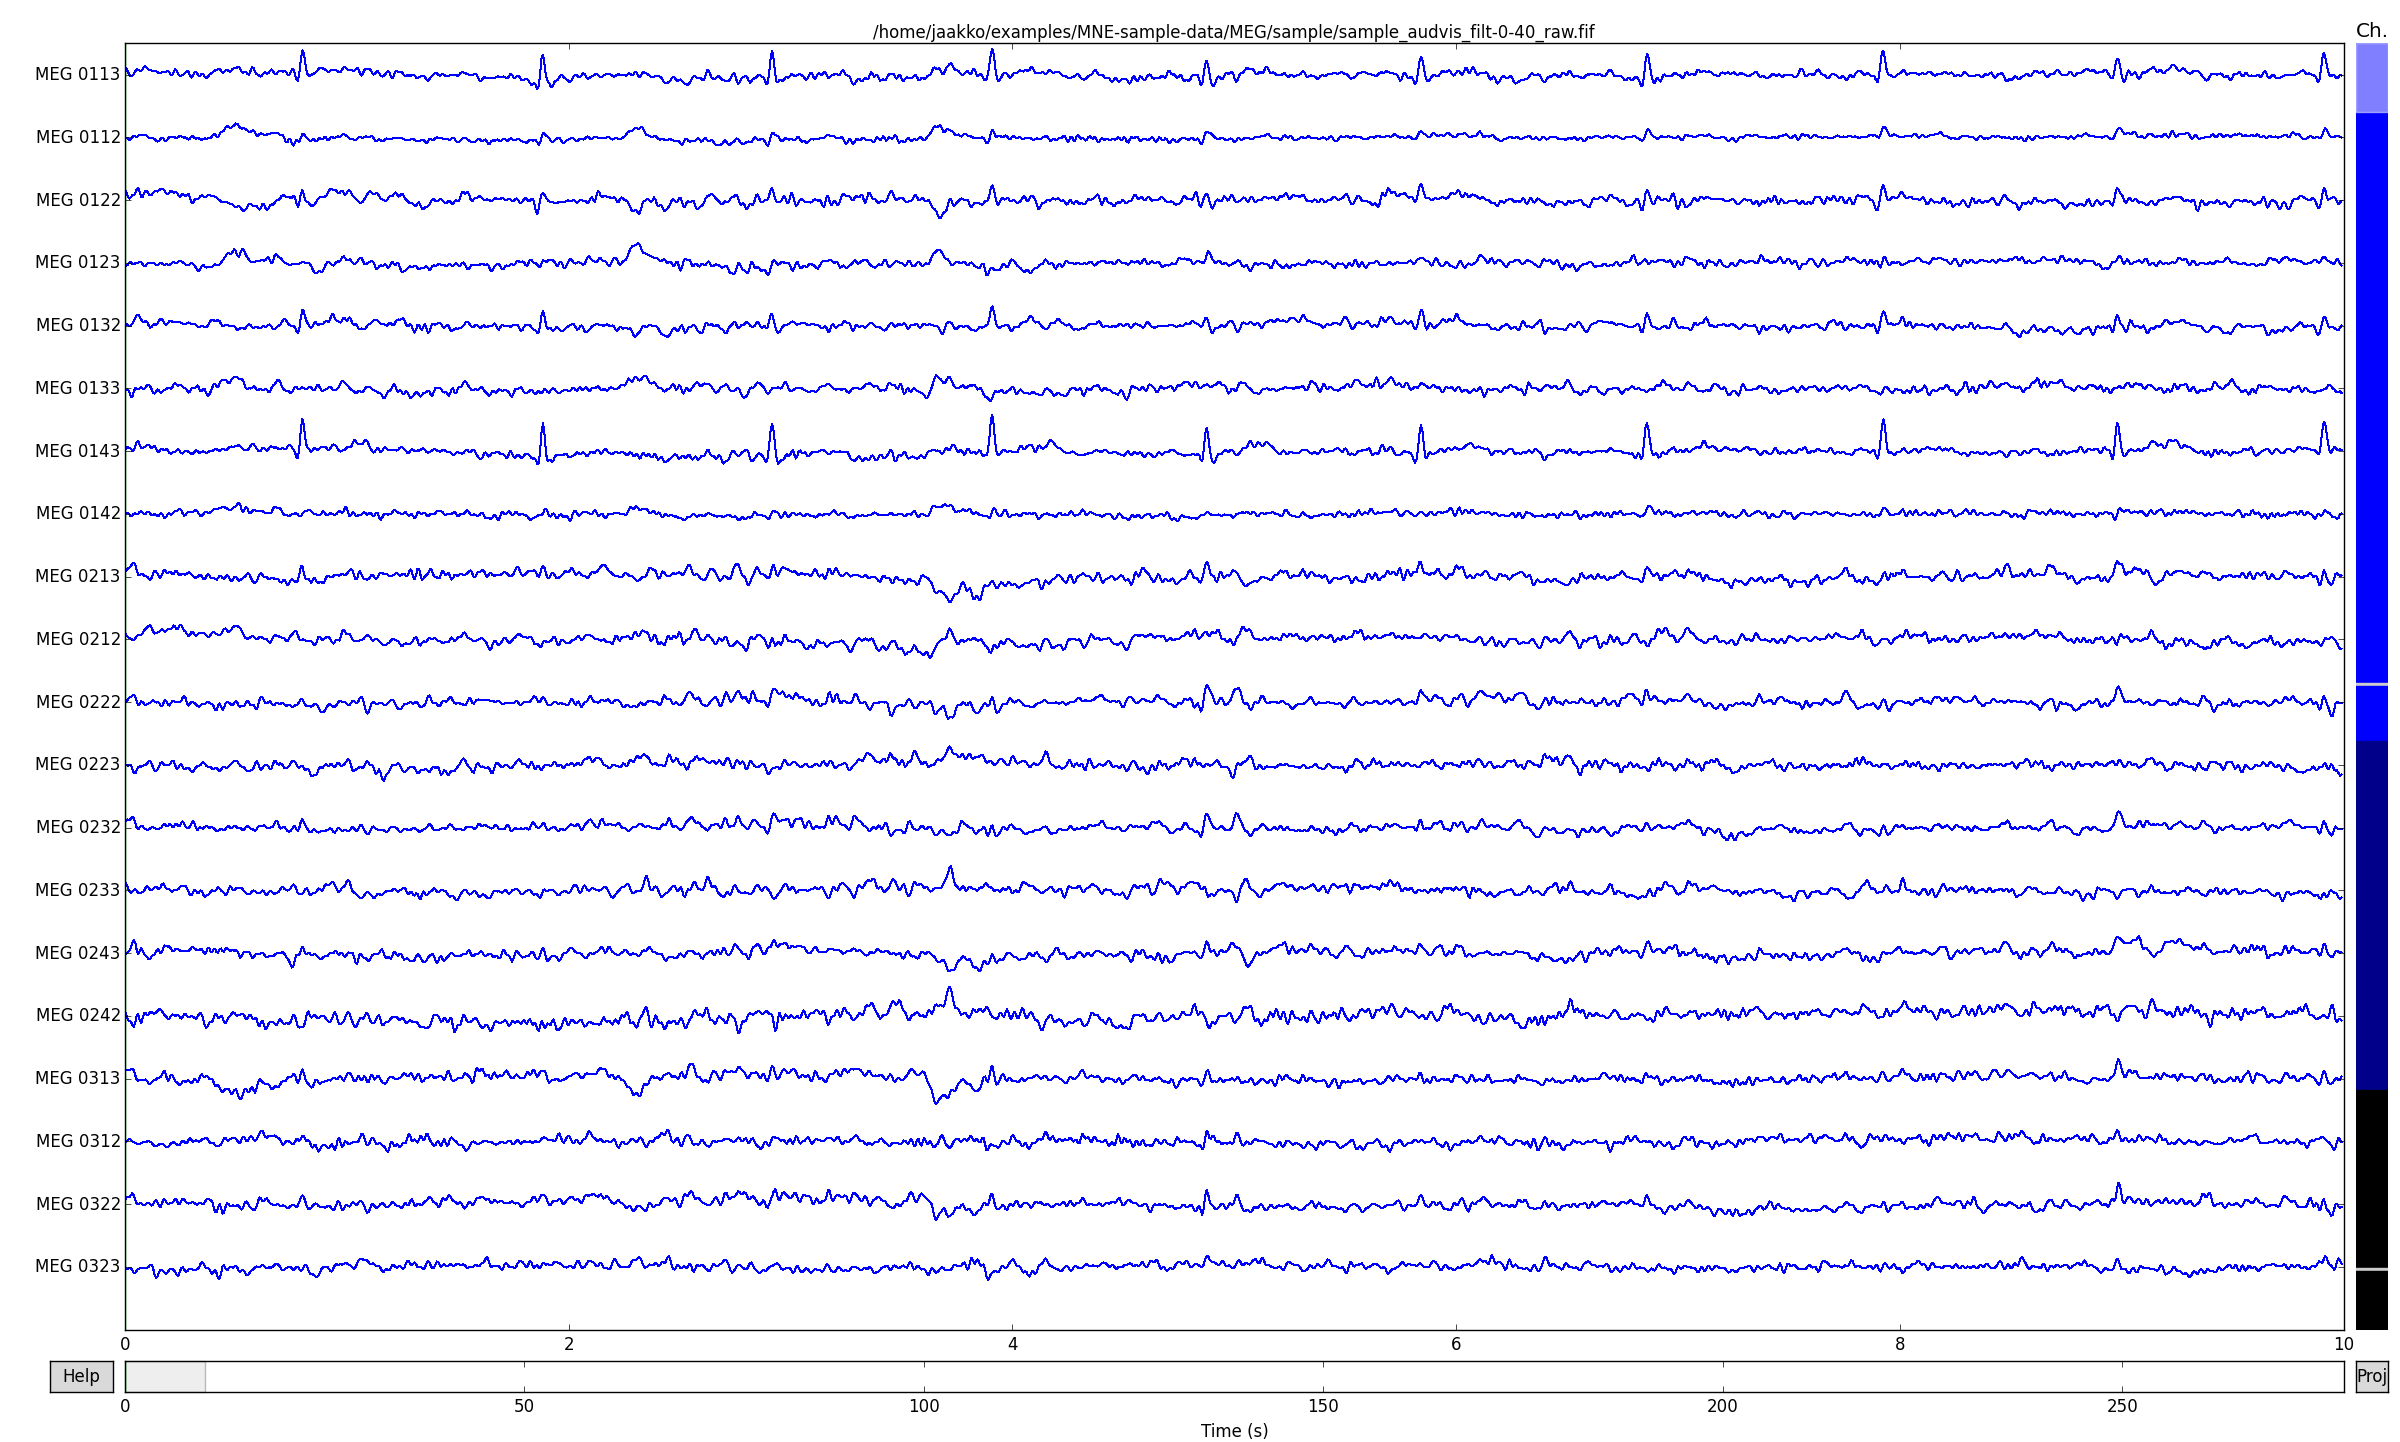 /home/jaakko/examples/MNE-sample-data/MEG/sample/sample_audvis_filt-0-40_raw.fif
Ch.
MEG 0113
MEG 0112
MEG 0122
MEG 0123
MEG 0132
MEG 0133
MEG 0143
MEG 0142
MEG 0213
MEG 0212
MEG 0222
MEG 0223
MEG 0232
MEG 0233
MEG 0243
MEG 0242
MEG 0313
MEG 0312
MEG 0322
MEG 0323
0 2 4 6 8 10
Help
Proj
0 50 100 150 200 250
Time (s)